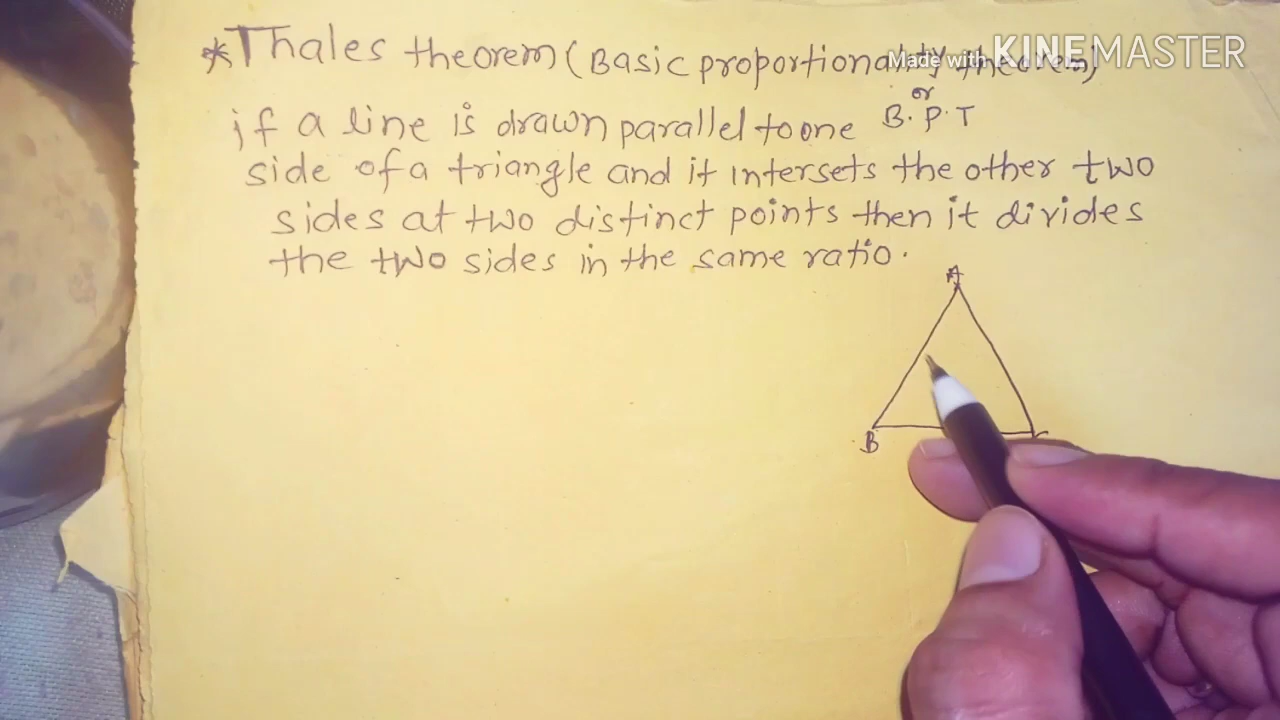 *Thales theorem (Basic proportionality theorem)
Made with KINEMASTER
or
B.P.T
if a line is drawn parallel to one
side of a triangle and it intersets the other two
sides at two distinct points then it divides
the two sides in the same ratio.
A
B